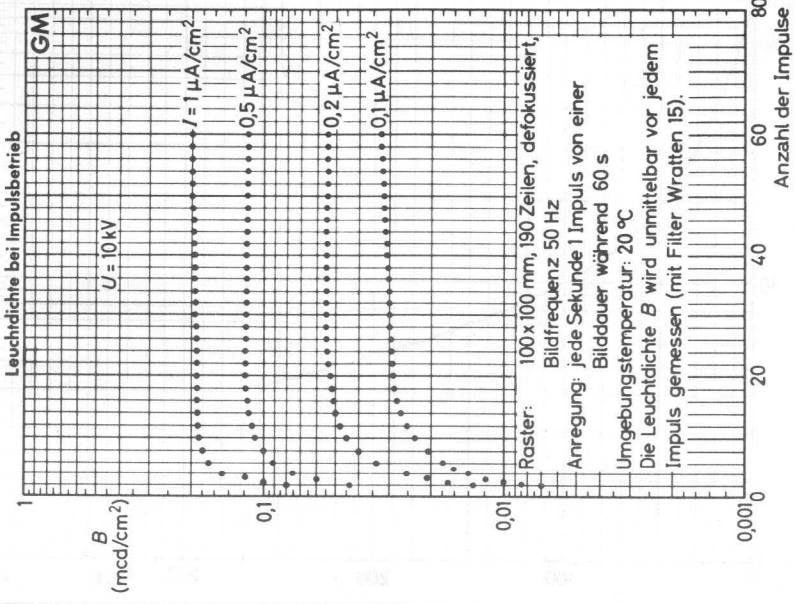 Leuchtdichte bei Impulsbetrieb
GM
1
B
(mcd/cm²)
0,1
0,01
0,001
U = 10 kV
I = 1 µA/cm²
0,5 µA/cm²
0,2 µA/cm²
0,1 µA/cm²
Raster: 100 x 100 mm, 190 Zeilen, defokussiert,
Bildfrequenz 50 Hz
Anregung: jede Sekunde 1 Impuls von einer
Bilddauer während 60 s
Umgebungstemperatur: 20 °C
Die Leuchtdichte B wird unmittelbar vor jedem
Impuls gemessen (mit Filter Wratten 15).
0
20
40
60
80
Anzahl der Impulse